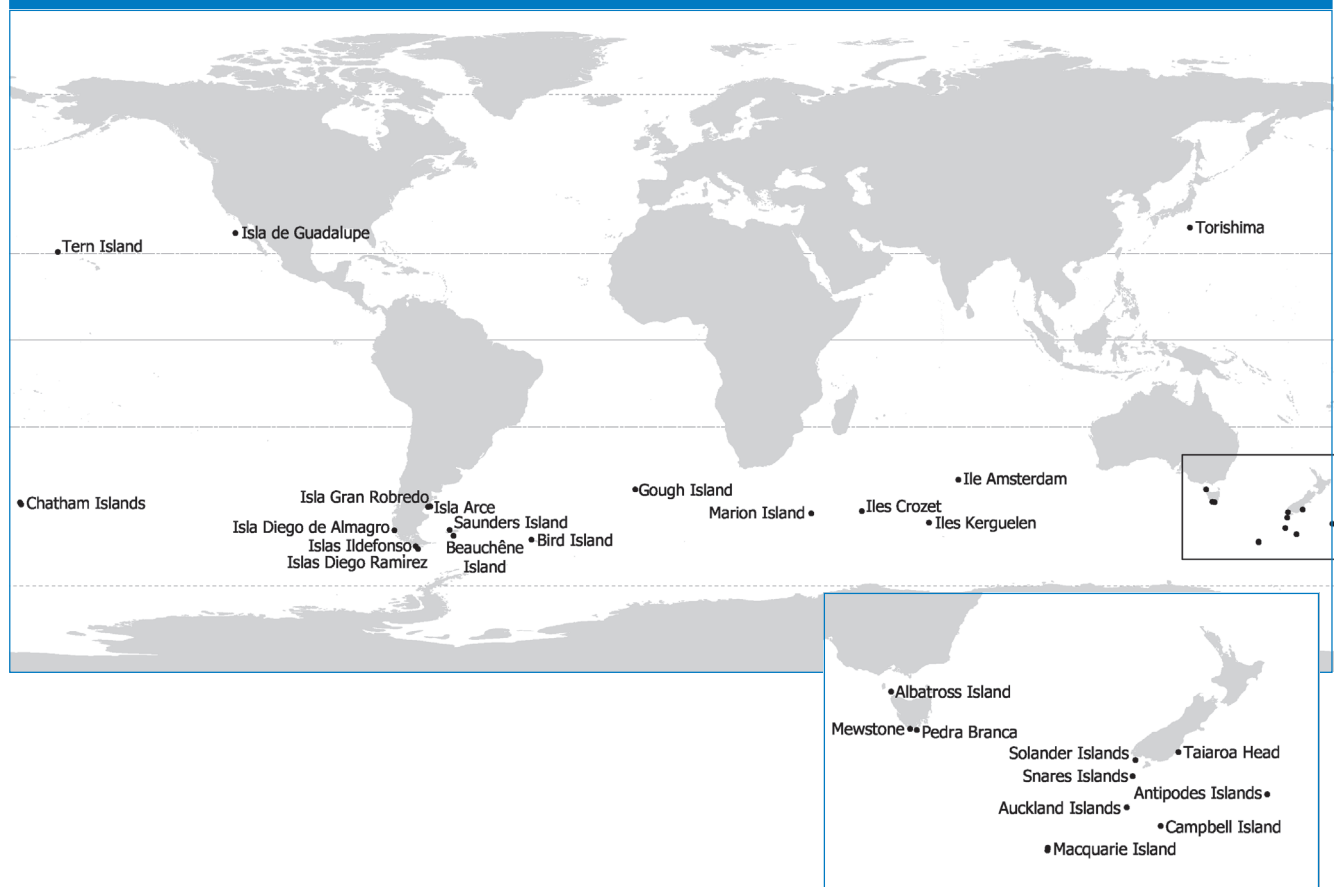 Tern Island
Isla de Guadalupe
Torishima
Chatham Islands
Isla Gran Robredo
Isla Arce
Isla Diego de Almagro
Saunders Island
Islas Ildefonso
Beauchêne
Island
Islas Diego Ramirez
Bird Island
Gough Island
Marion Island
Ile Amsterdam
Iles Crozet
Iles Kerguelen
Albatross Island
Mewstone
Pedra Branca
Solander Islands
Taiaroa Head
Snares Islands
Antipodes Islands
Auckland Islands
Campbell Island
Macquarie Island